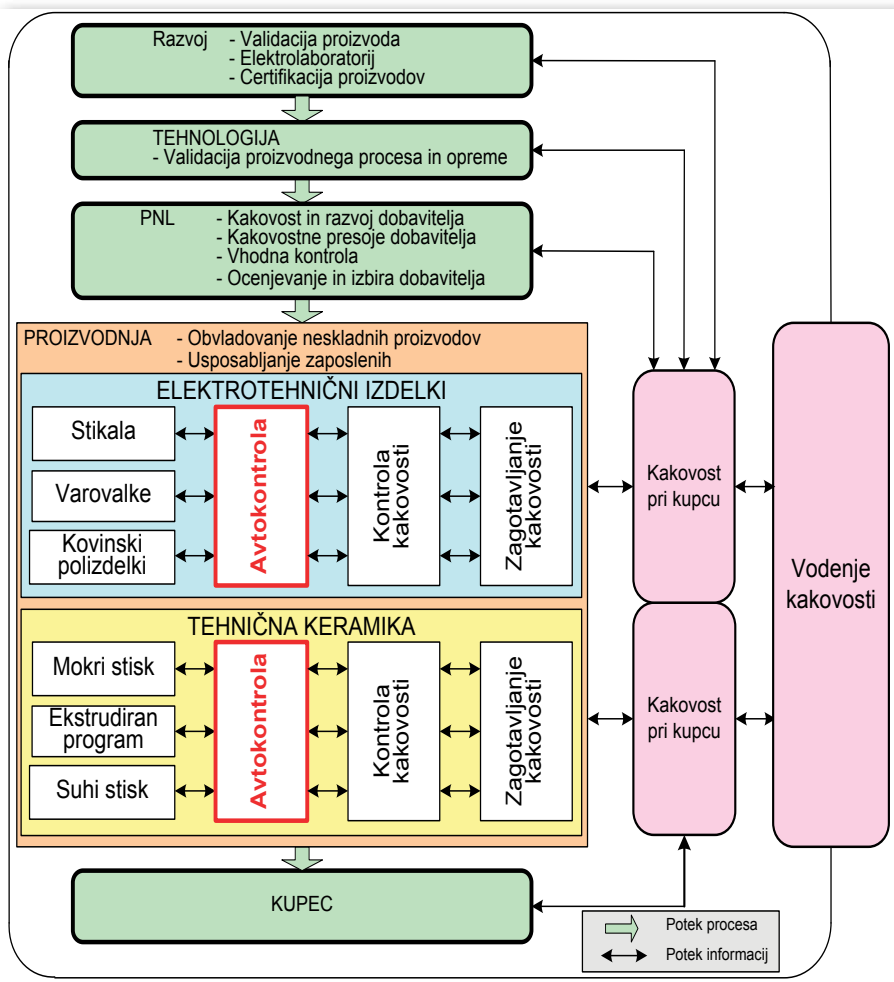 Razvoj - Validacija proizvoda
- Elektrolaboratorij
- Certifikacija proizvodov
TEHNOLOGIJA
- Validacija proizvodnega procesa in opreme
PNL - Kakovost in razvoj dobavitelja
- Kakovostne presoje dobavitelja
- Vhodna kontrola
- Ocenjevanje in izbira dobavitelja
PROIZVODNJA - Obvladovanje neskladnih proizvodov
- Usposabljanje zaposlenih
ELEKTROTEHNIČNI IZDELKI
Stikala
Varovalke
Kovinski
polizdelki
Avtokontrola
Kontrola
kakovosti
Zagotavljanje
kakovosti
TEHNIČNA KERAMIKA
Mokri stisk
Ekstrudiran
program
Suhi stisk
Avtokontrola
Kontrola
kakovosti
Zagotavljanje
kakovosti
Kakovost
pri kupcu
Kakovost
pri kupcu
Vodenje
kakovosti
KUPEC
Potek procesa
Potek informacij